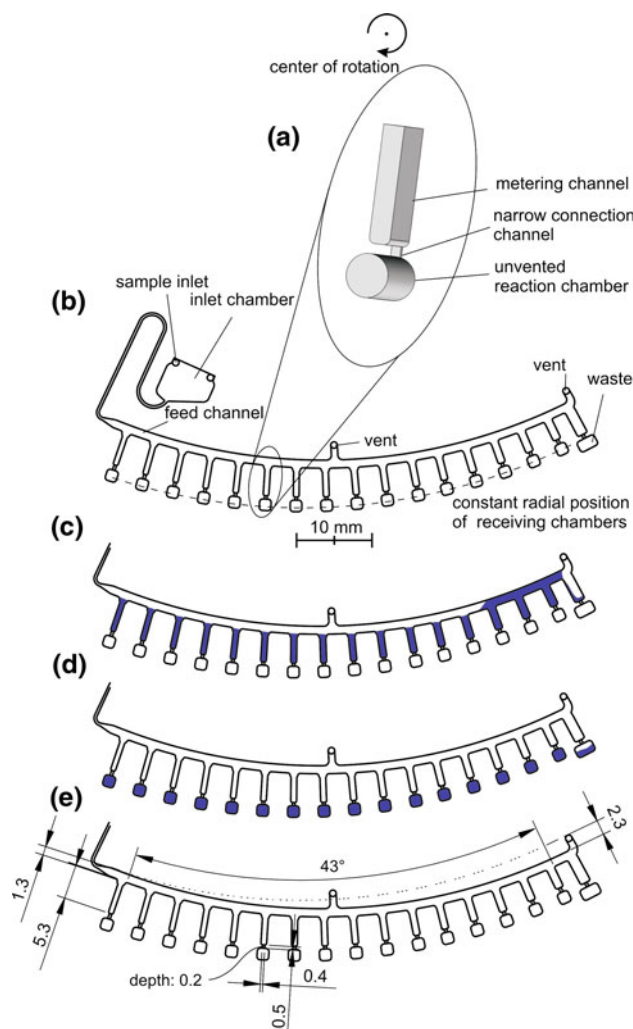 center of rotation
(a)
metering channel
narrow connection
channel
unvented
reaction chamber
(b)
sample inlet
inlet chamber
feed channel
vent
vent
waste
10 mm
constant radial position
of receiving chambers
(c)
(d)
(e)
43°
2.3
1.3
5.3
depth: 0.2
0.4
0.5